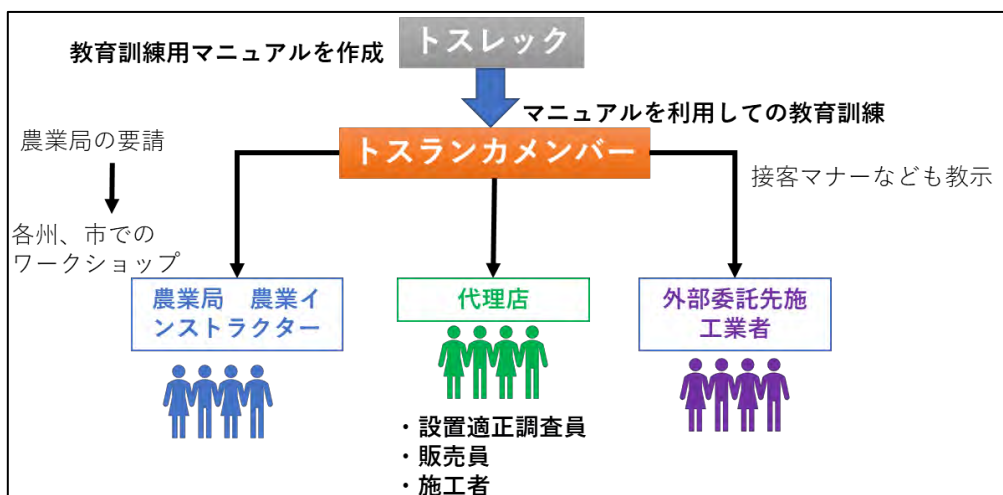 トスレック
教育訓練用マニュアルを作成
マニュアルを利用しての教育訓練
農業局の要請
トスランカメンバー
接客マナーなども教示
各州、市での
ワークショップ
農業局　農業イ
ンストラクター
代理店
外部委託先施
工業者
・設置適正調査員
・販売員
・施工者